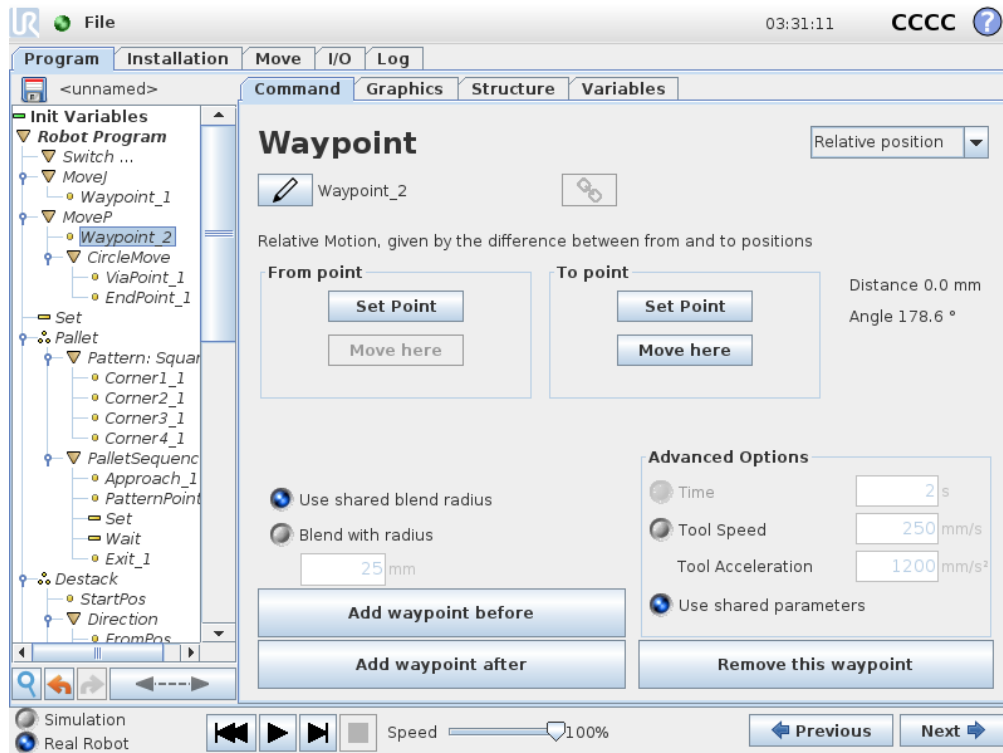 UR File 03:31:11 CCCC ?
Program Installation Move I/O Log
<unnamed> Command Graphics Structure Variables
Init Variables
Robot Program
Switch ...
MoveJ
Waypoint_1
MoveP
Waypoint_2
CircleMove
ViaPoint_1
EndPoint_1
Set
Pallet
Pattern: Squar
Corner1_1
Corner2_1
Corner3_1
Corner4_1
PalletSequenc
Approach_1
PatternPoint
Set
Wait
Exit_1
Destack
StartPos
Direction
FromPos
Waypoint
Relative position
Waypoint_2
Relative Motion, given by the difference between from and to positions
From point
Set Point
Move here
To point
Set Point
Move here
Distance 0.0 mm
Angle 178.6 °
Use shared blend radius
Blend with radius
25 mm
Advanced Options
Time 2 s
Tool Speed 250 mm/s
Tool Acceleration 1200 mm/s²
Use shared parameters
Add waypoint before
Add waypoint after
Remove this waypoint
Simulation
Real Robot
Speed 100%
Previous
Next